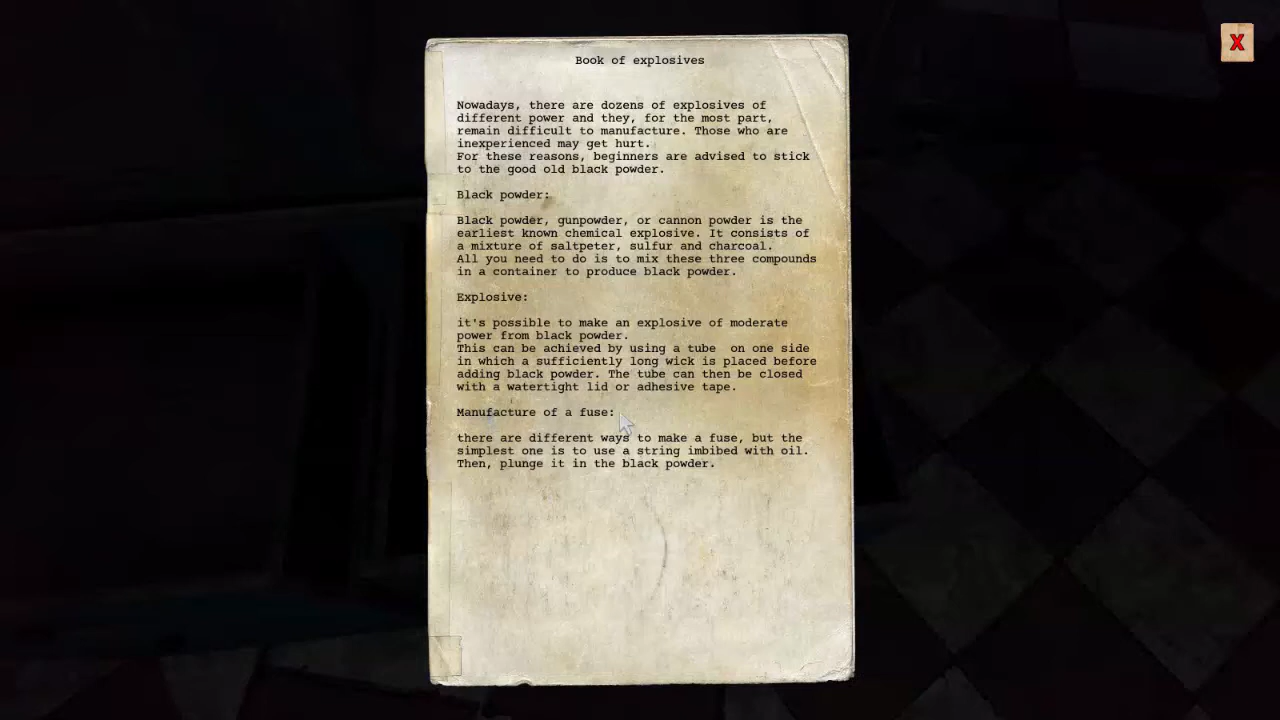 X
Book of explosives
Nowadays, there are dozens of explosives of
different power and they, for the most part,
remain difficult to manufacture. Those who are
inexperienced may get hurt.
For these reasons, beginners are advised to stick
to the good old black powder.
Black powder:
Black powder, gunpowder, or cannon powder is the
earliest known chemical explosive. It consists of
a mixture of saltpeter, sulfur and charcoal.
All you need to do is to mix these three compounds
in a container to produce black powder.
Explosive:
it's possible to make an explosive of moderate
power from black powder.
This can be achieved by using a tube  on one side
in which a sufficiently long wick is placed before
adding black powder. The tube can then be closed
with a watertight lid or adhesive tape.
Manufacture of a fuse:
there are different ways to make a fuse, but the
simplest one is to use a string imbibed with oil.
Then, plunge it in the black powder.